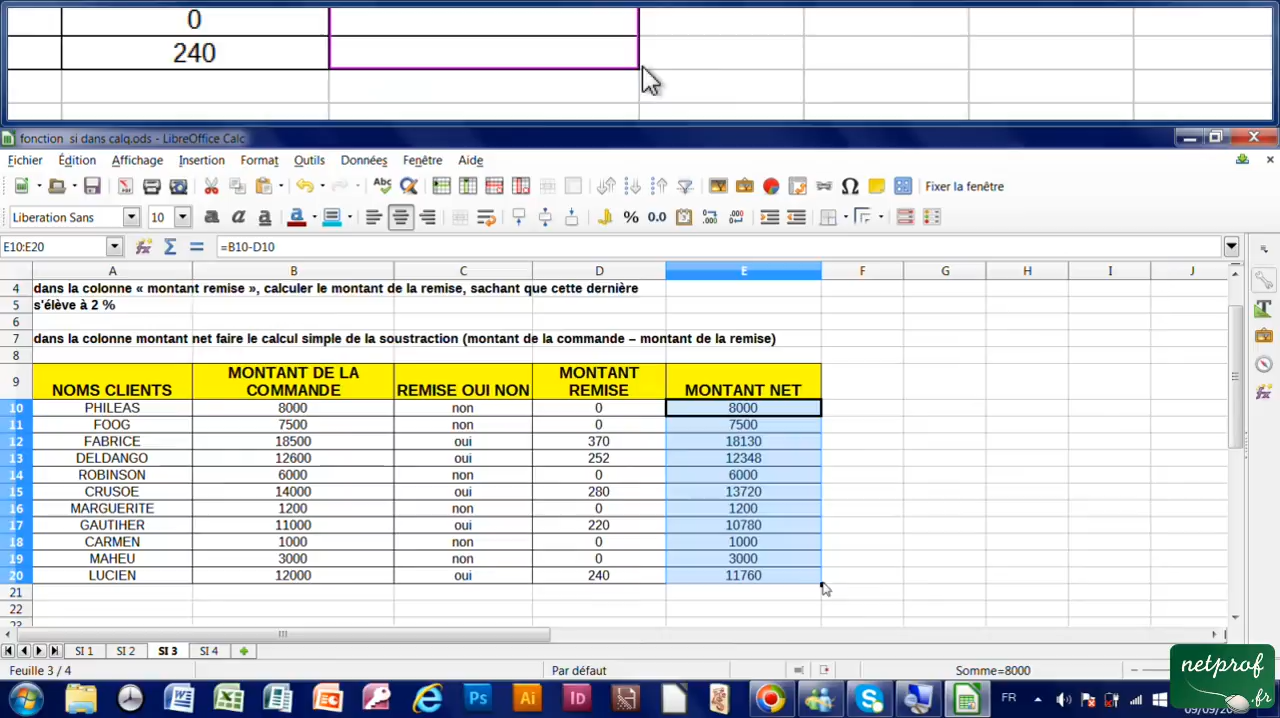 0
240
fonction si dans calq.ods - LibreOffice Calc
Fichier Édition Affichage Insertion Format Outils Données Fenêtre Aide
Fixer la fenêtre
Liberation Sans 10
E10:E20 =B10-D10
A B C D E F G H I J
4 dans la colonne « montant remise », calculer le montant de la remise, sachant que cette dernière
5 s'élève à 2 %
6
7 dans la colonne montant net faire le calcul simple de la soustraction (montant de la commande – montant de la remise)
8
9 NOMS CLIENTS MONTANT DE LA COMMANDE REMISE OUI NON MONTANT REMISE MONTANT NET
10 PHILEAS 8000 non 0 8000
11 FOOG 7500 non 0 7500
12 FABRICE 18500 oui 370 18130
13 DELDANGO 12600 oui 252 12348
14 ROBINSON 6000 non 0 6000
15 CRUSOE 14000 oui 280 13720
16 MARGUERITE 1200 non 0 1200
17 GAUTIHER 11000 oui 220 10780
18 CARMEN 1000 non 0 1000
19 MAHEU 3000 non 0 3000
20 LUCIEN 12000 oui 240 11760
21
22
23
SI 1 SI 2 SI 3 SI 4
Feuille 3 / 4 Par défaut Somme=8000
netprof.fr
FR